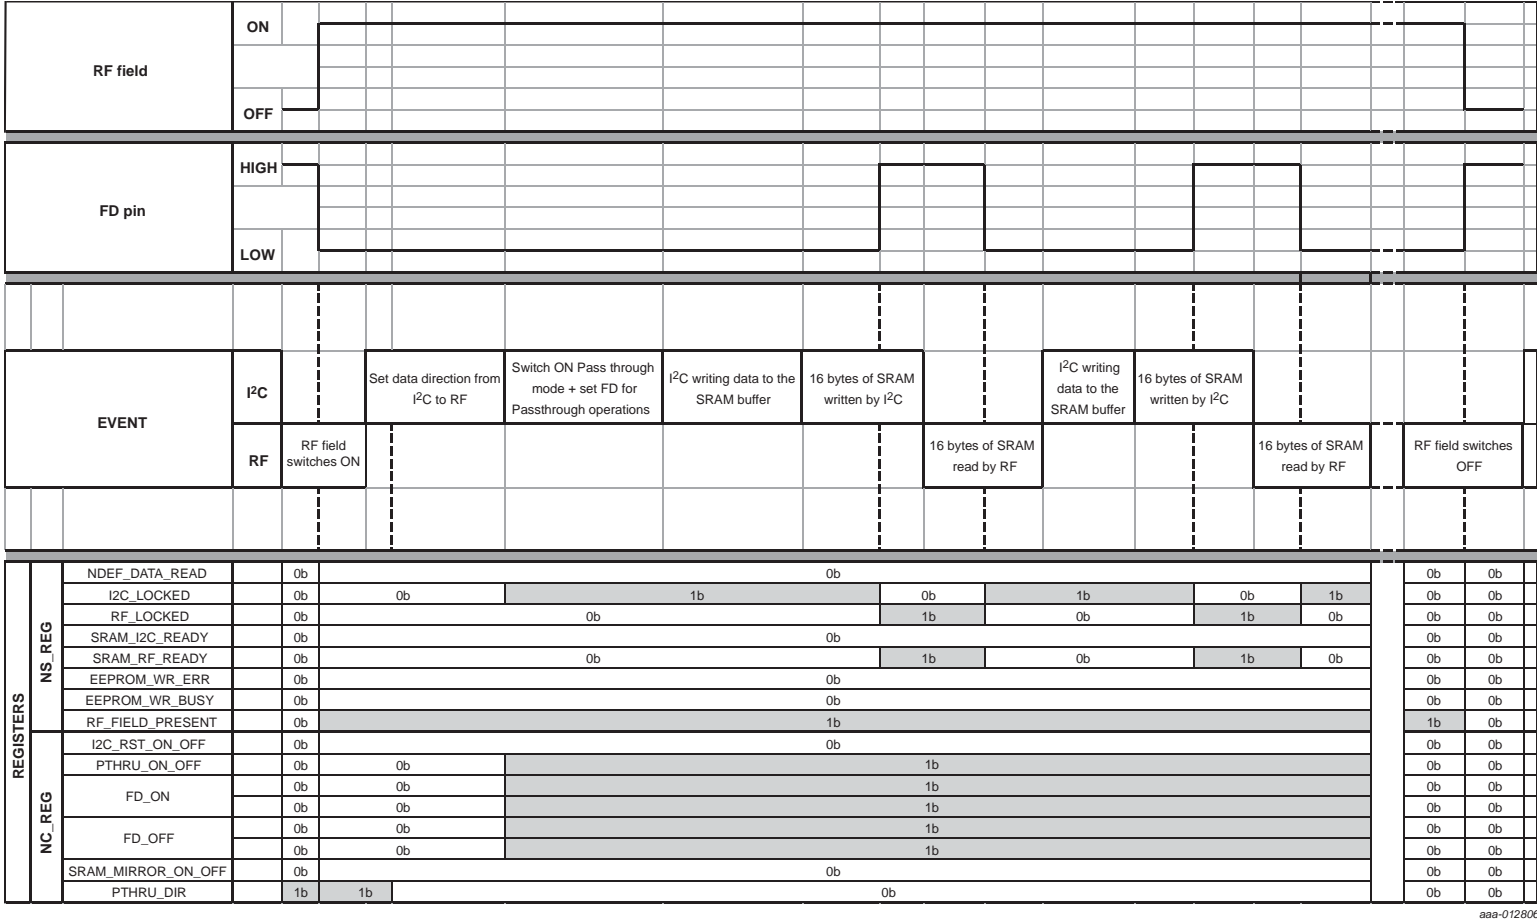 ON
RF field
OFF
HIGH
FD pin
LOW
EVENT
I2C
Set data direction from
I2C to RF
Switch ON Pass through
mode + set FD for
Passthrough operations
I2C writing data to the
SRAM buffer
16 bytes of SRAM
written by I2C
I2C writing
data to the
SRAM buffer
16 bytes of SRAM
written by I2C
RF
RF field
switches ON
16 bytes of SRAM
read by RF
16 bytes of SRAM
read by RF
RF field switches
OFF
REGISTERS
NS_REG
NDEF_DATA_READ 0b 0b 0b 0b
I2C_LOCKED 0b 0b 1b 0b 1b 0b 1b 0b 0b
RF_LOCKED 0b 0b 1b 0b 1b 0b 0b 0b
SRAM_I2C_READY 0b 0b 0b 0b
SRAM_RF_READY 0b 0b 1b 0b 1b 0b 0b 0b
EEPROM_WR_ERR 0b 0b 0b 0b
EEPROM_WR_BUSY 0b 0b 0b 0b
RF_FIELD_PRESENT 0b 1b 1b 0b
NC_REG
I2C_RST_ON_OFF 0b 0b 0b 0b
PTHRU_ON_OFF 0b 0b 1b 0b 0b
FD_ON
0b 0b 1b 0b 0b
0b 0b 1b 0b 0b
FD_OFF
0b 0b 1b 0b 0b
0b 0b 1b 0b 0b
SRAM_MIRROR_ON_OFF 0b 0b 0b 0b
PTHRU_DIR 1b 1b 0b 0b 0b